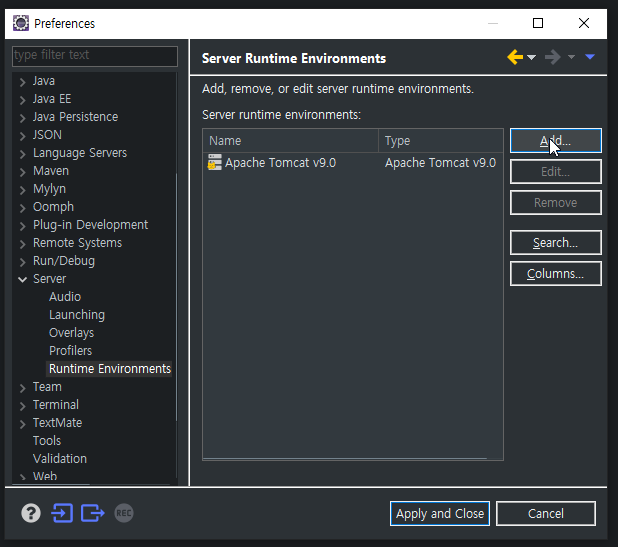 Preferences
type filter text
Java
Java EE
Java Persistence
JSON
Language Servers
Maven
Mylyn
Oomph
Plug-in Development
Remote Systems
Run/Debug
Server
Audio
Launching
Overlays
Profilers
Runtime Environments
Team
Terminal
TextMate
Tools
Validation
Web
Server Runtime Environments
Add, remove, or edit server runtime environments.
Server runtime environments:
Name Type
Apache Tomcat v9.0 Apache Tomcat v9.0
Add...
Edit...
Remove
Search...
Columns...
? REC
Apply and Close Cancel